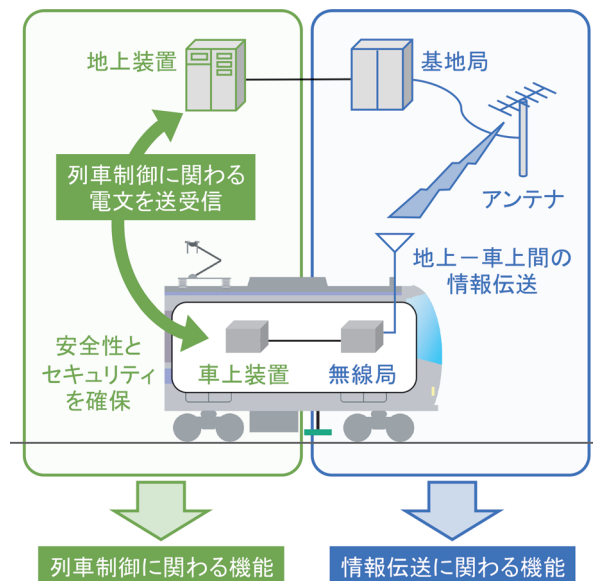 地上装置
基地局
列車制御に関わる
電文を送受信
アンテナ
地上－車上間の
情報伝送
安全性と
セキュリティ
を確保
車上装置
無線局
列車制御に関わる機能
情報伝送に関わる機能